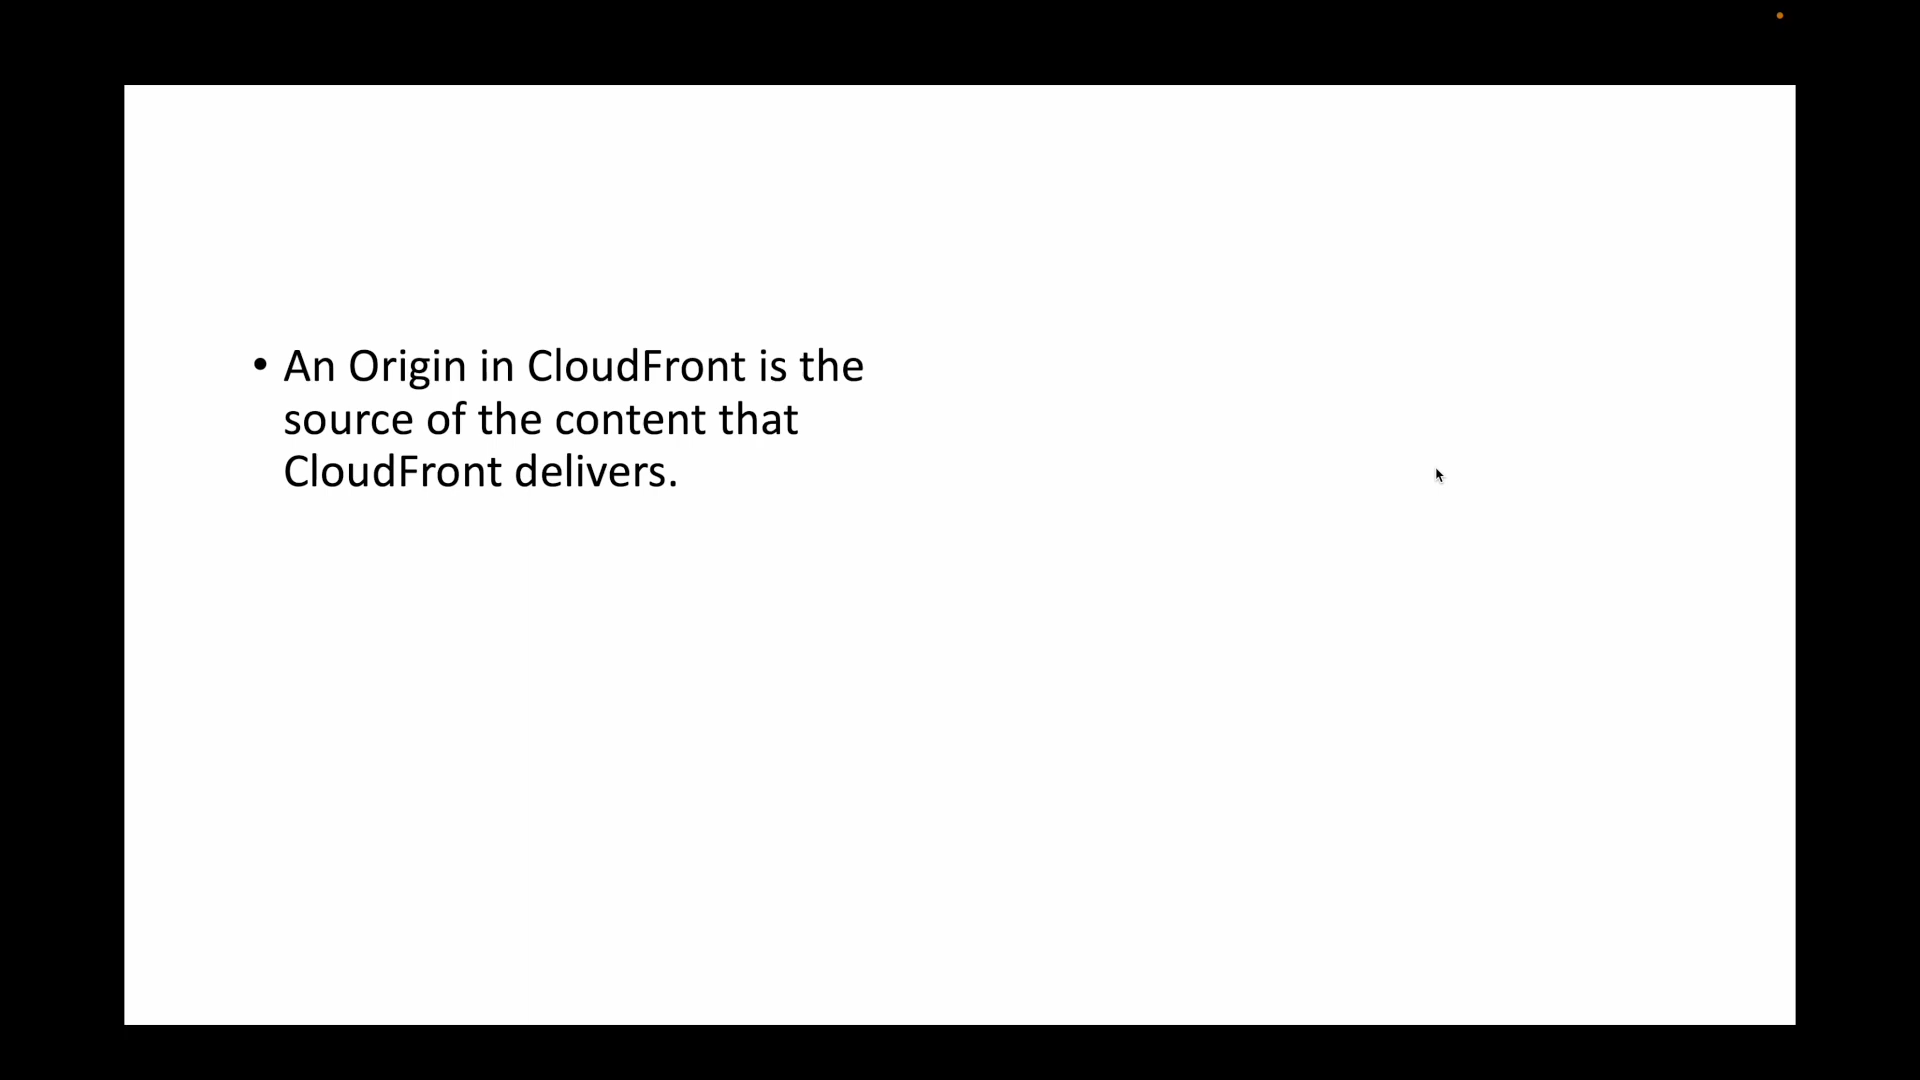 • An Origin in CloudFront is the
source of the content that
CloudFront delivers.